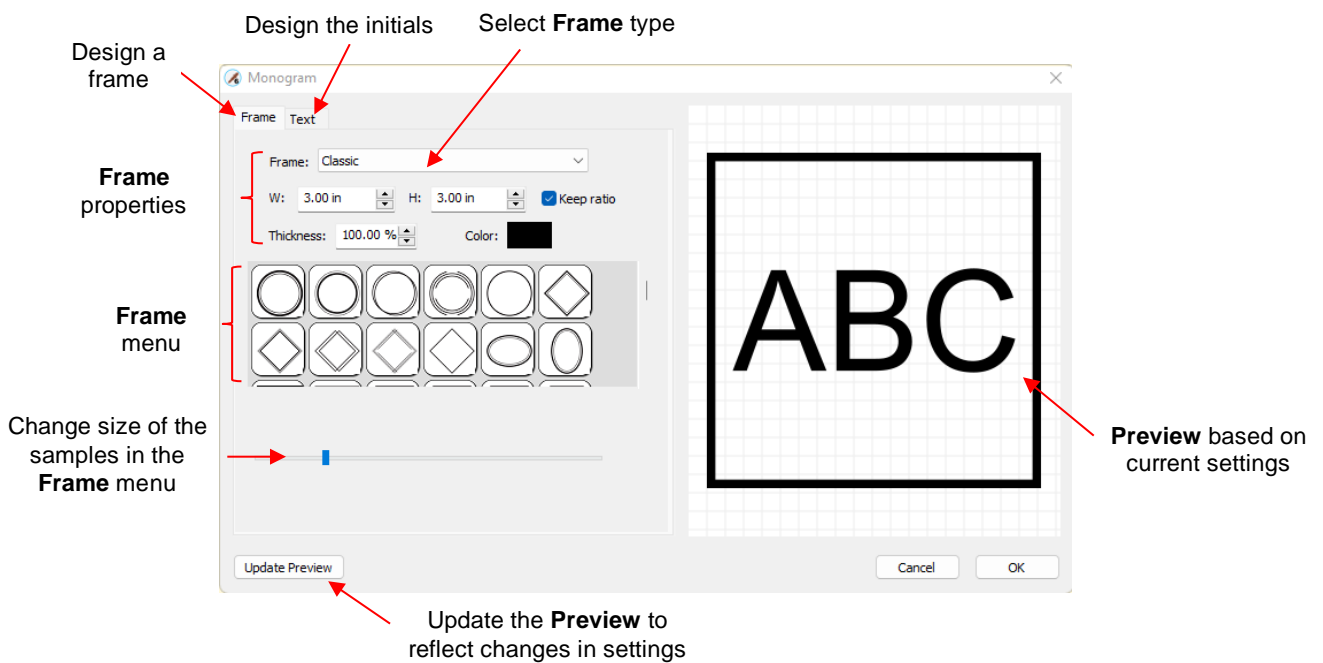 Design the initials
Select Frame type
Design a
frame
Monogram
Frame Text
Frame: Classic
Frame
properties
W: 3.00 in H: 3.00 in Keep ratio
Thickness: 100.00 % Color:
Frame
menu
ABC
Change size of the
samples in the
Frame menu
Preview based on
current settings
Update Preview
Cancel OK
Update the Preview to
reflect changes in settings